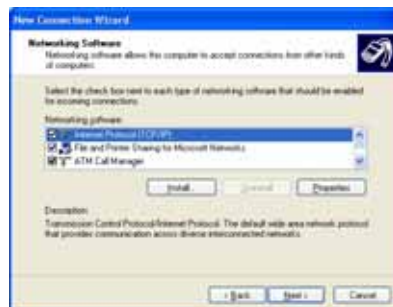 New Connection Wizard
Networking Software
Networking software allows this computer to accept connections from other kinds
of computers.
Select the check box next to each type of networking software that should be enabled
for incoming connections.
Networking software:
Internet Protocol (TCP/IP)
File and Printer Sharing for Microsoft Networks
ATM Call Manager
Install...
Uninstall
Properties
Description:
Transmission Control Protocol/Internet Protocol. The default wide area network protocol
that provides communication across diverse interconnected networks.
< Back
Next >
Cancel